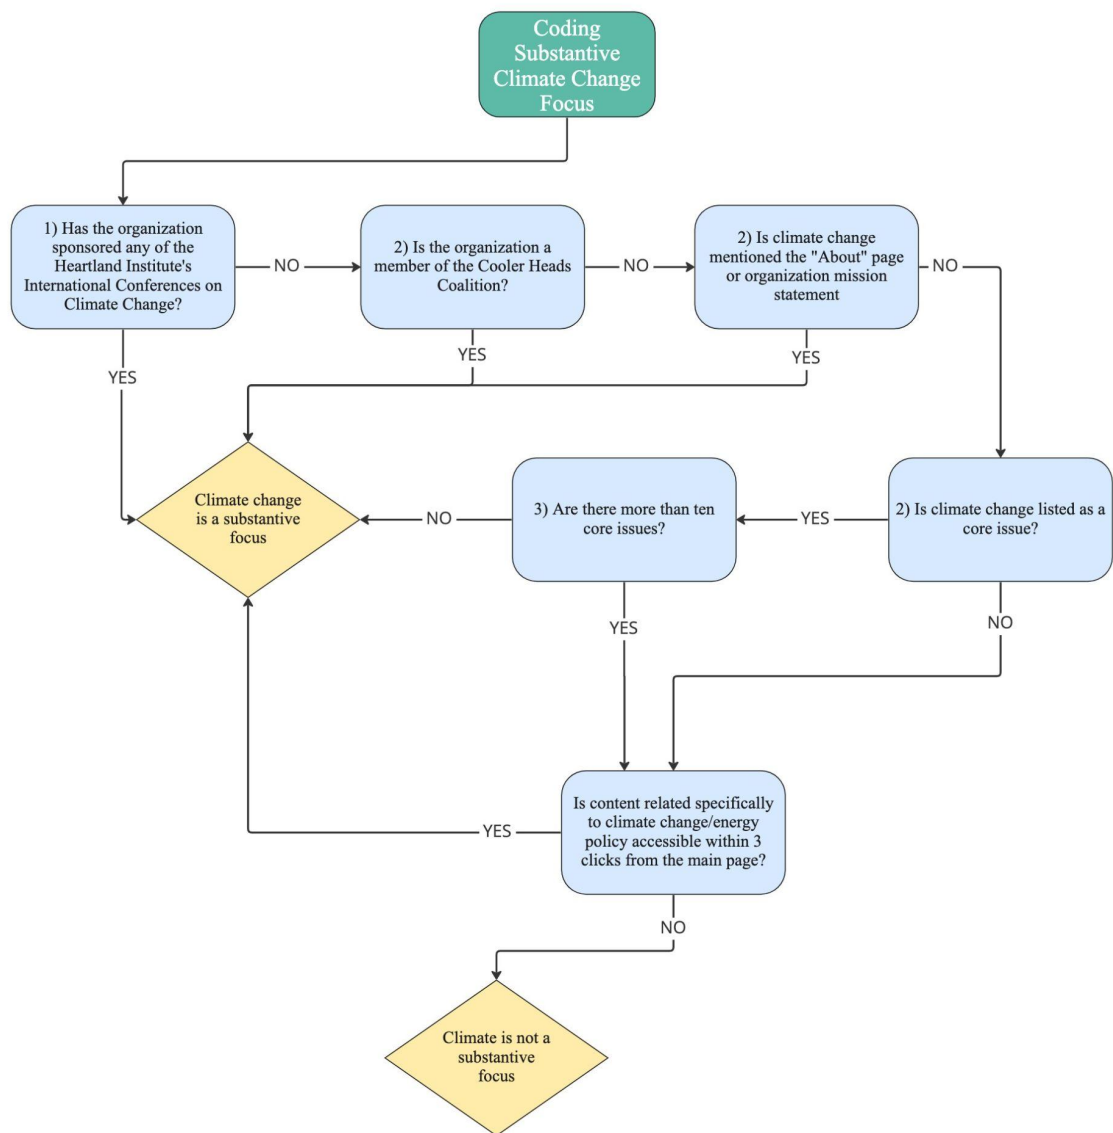 Coding
Substantive
Climate Change
Focus
1) Has the organization
sponsored any of the
Heartland Institute's
International Conferences on
Climate Change?
NO
2) Is the organization a
member of the Cooler Heads
Coalition?
NO
2) Is climate change
mentioned the "About" page
or organization mission
statement
NO
YES
YES
YES
Climate change
is a substantive
focus
NO
3) Are there more than ten
core issues?
YES
2) Is climate change listed as a
core issue?
YES
NO
Is content related specifically
to climate change/energy
policy accessible within 3
clicks from the main page?
YES
NO
Climate is not a
substantive
focus